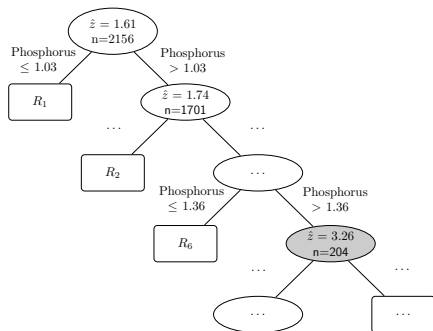 ẑ = 1.61
n=2156
Phosphorus
≤ 1.03
Phosphorus
> 1.03
R₁
ẑ = 1.74
n=1701
...
...
R₂
...
Phosphorus
≤ 1.36
Phosphorus
> 1.36
R₆
ẑ = 3.26
n=204
...
...
...
...